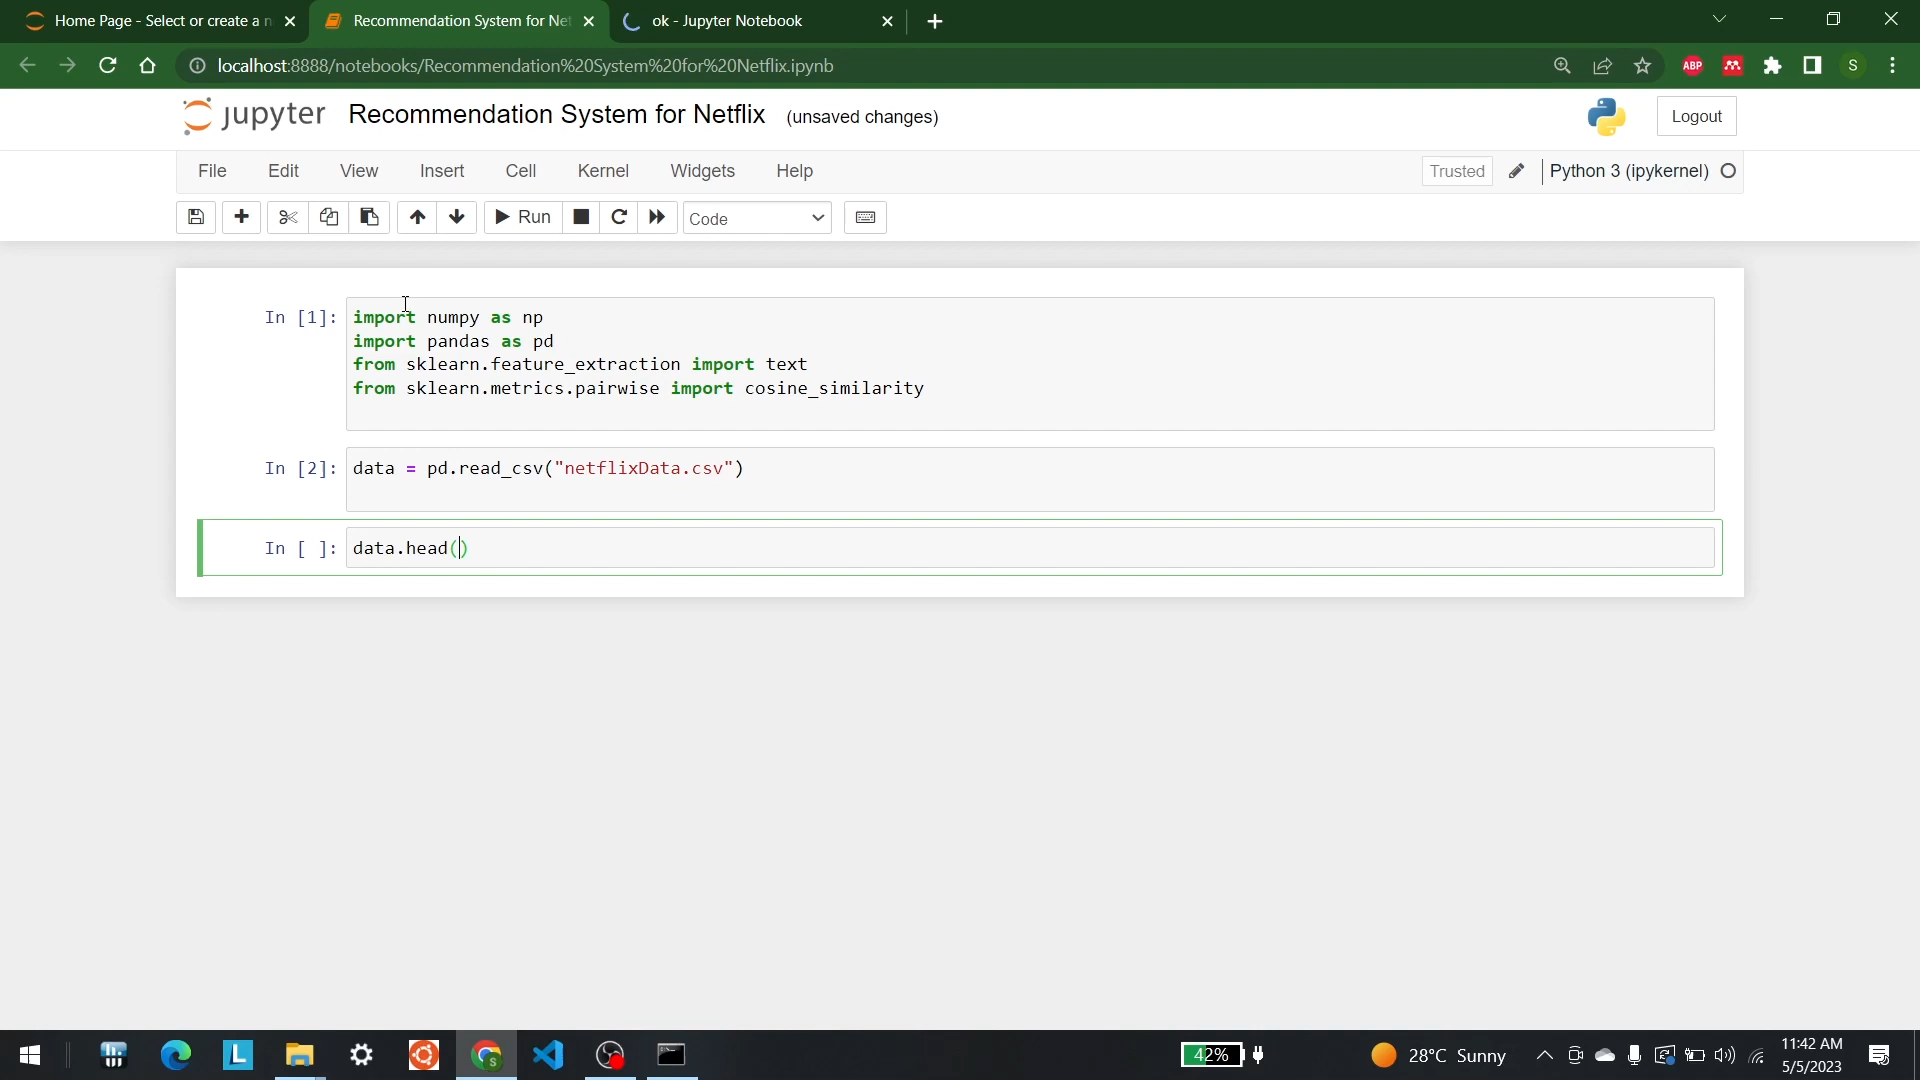 Home Page - Select or create a n
Recommendation System for Net
ok - Jupyter Notebook
localhost:8888/notebooks/Recommendation%20System%20for%20Netflix.ipynb
ABP
S
jupyter Recommendation System for Netflix (unsaved changes)
Logout
File Edit View Insert Cell Kernel Widgets Help
Trusted
Python 3 (ipykernel)
Run
Code
In [1]: import numpy as np
import pandas as pd
from sklearn.feature_extraction import text
from sklearn.metrics.pairwise import cosine_similarity
In [2]: data = pd.read_csv("netflixData.csv")
In [ ]: data.head()
L
S
42%
28°C Sunny
11:42 AM
5/5/2023